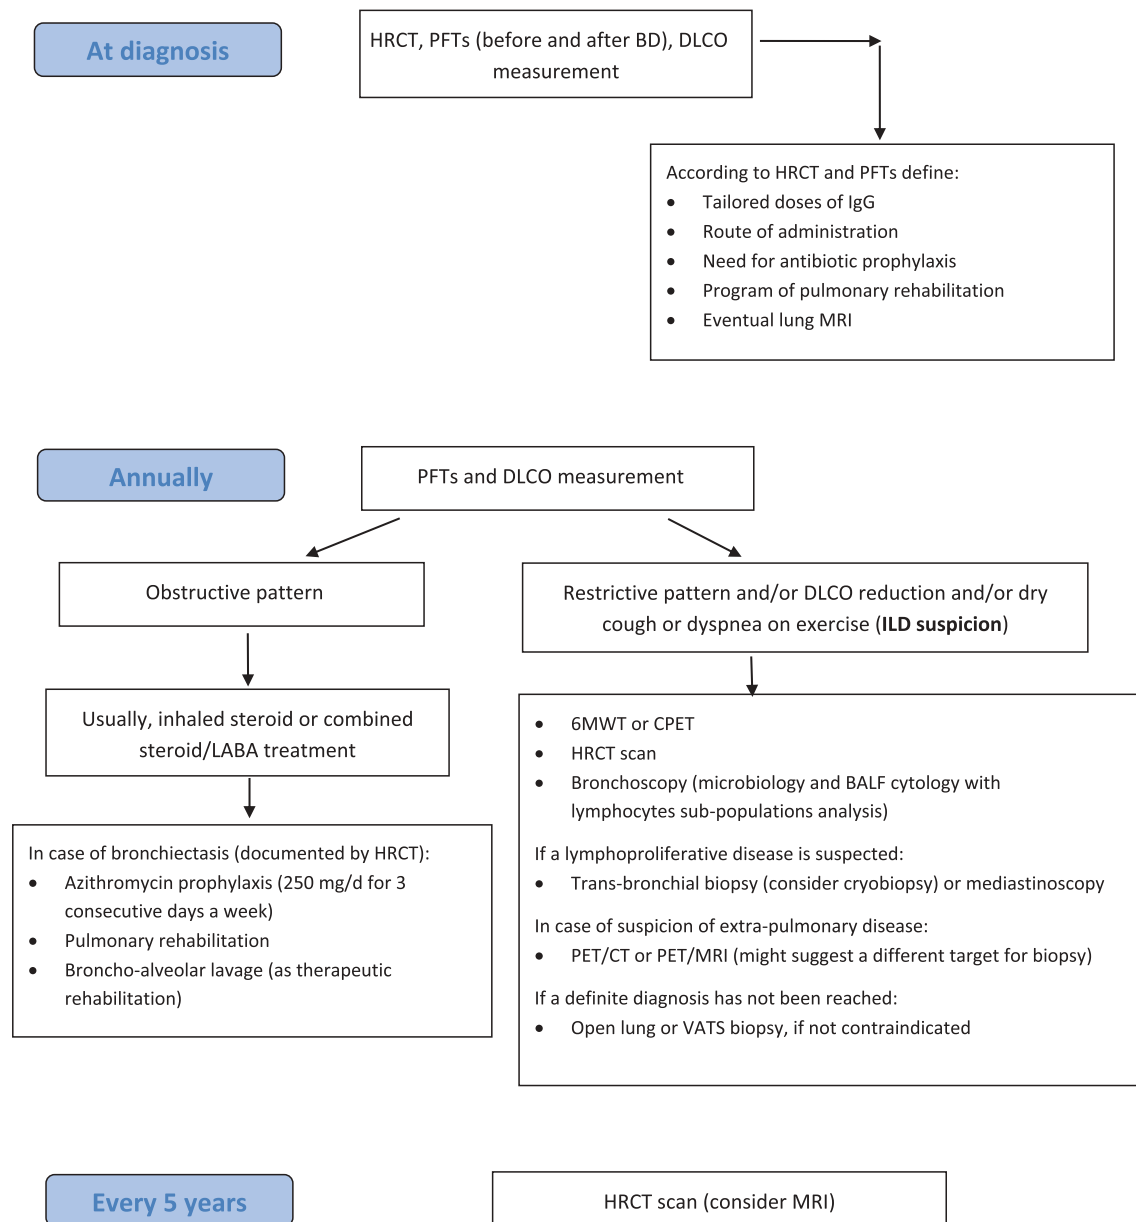 At diagnosis
HRCT, PFTs (before and after BD), DLCO
measurement
According to HRCT and PFTs define:
• Tailored doses of IgG
• Route of administration
• Need for antibiotic prophylaxis
• Program of pulmonary rehabilitation
• Eventual lung MRI
Annually
PFTs and DLCO measurement
Obstructive pattern
Usually, inhaled steroid or combined
steroid/LABA treatment
In case of bronchiectasis (documented by HRCT):
• Azithromycin prophylaxis (250 mg/d for 3
consecutive days a week)
• Pulmonary rehabilitation
• Broncho-alveolar lavage (as therapeutic
rehabilitation)
Restrictive pattern and/or DLCO reduction and/or dry
cough or dyspnea on exercise (ILD suspicion)
• 6MWT or CPET
• HRCT scan
• Bronchoscopy (microbiology and BALF cytology with
lymphocytes sub-populations analysis)
If a lymphoproliferative disease is suspected:
• Trans-bronchial biopsy (consider cryobiopsy) or mediastinoscopy
In case of suspicion of extra-pulmonary disease:
• PET/CT or PET/MRI (might suggest a different target for biopsy)
If a definite diagnosis has not been reached:
• Open lung or VATS biopsy, if not contraindicated
Every 5 years
HRCT scan (consider MRI)